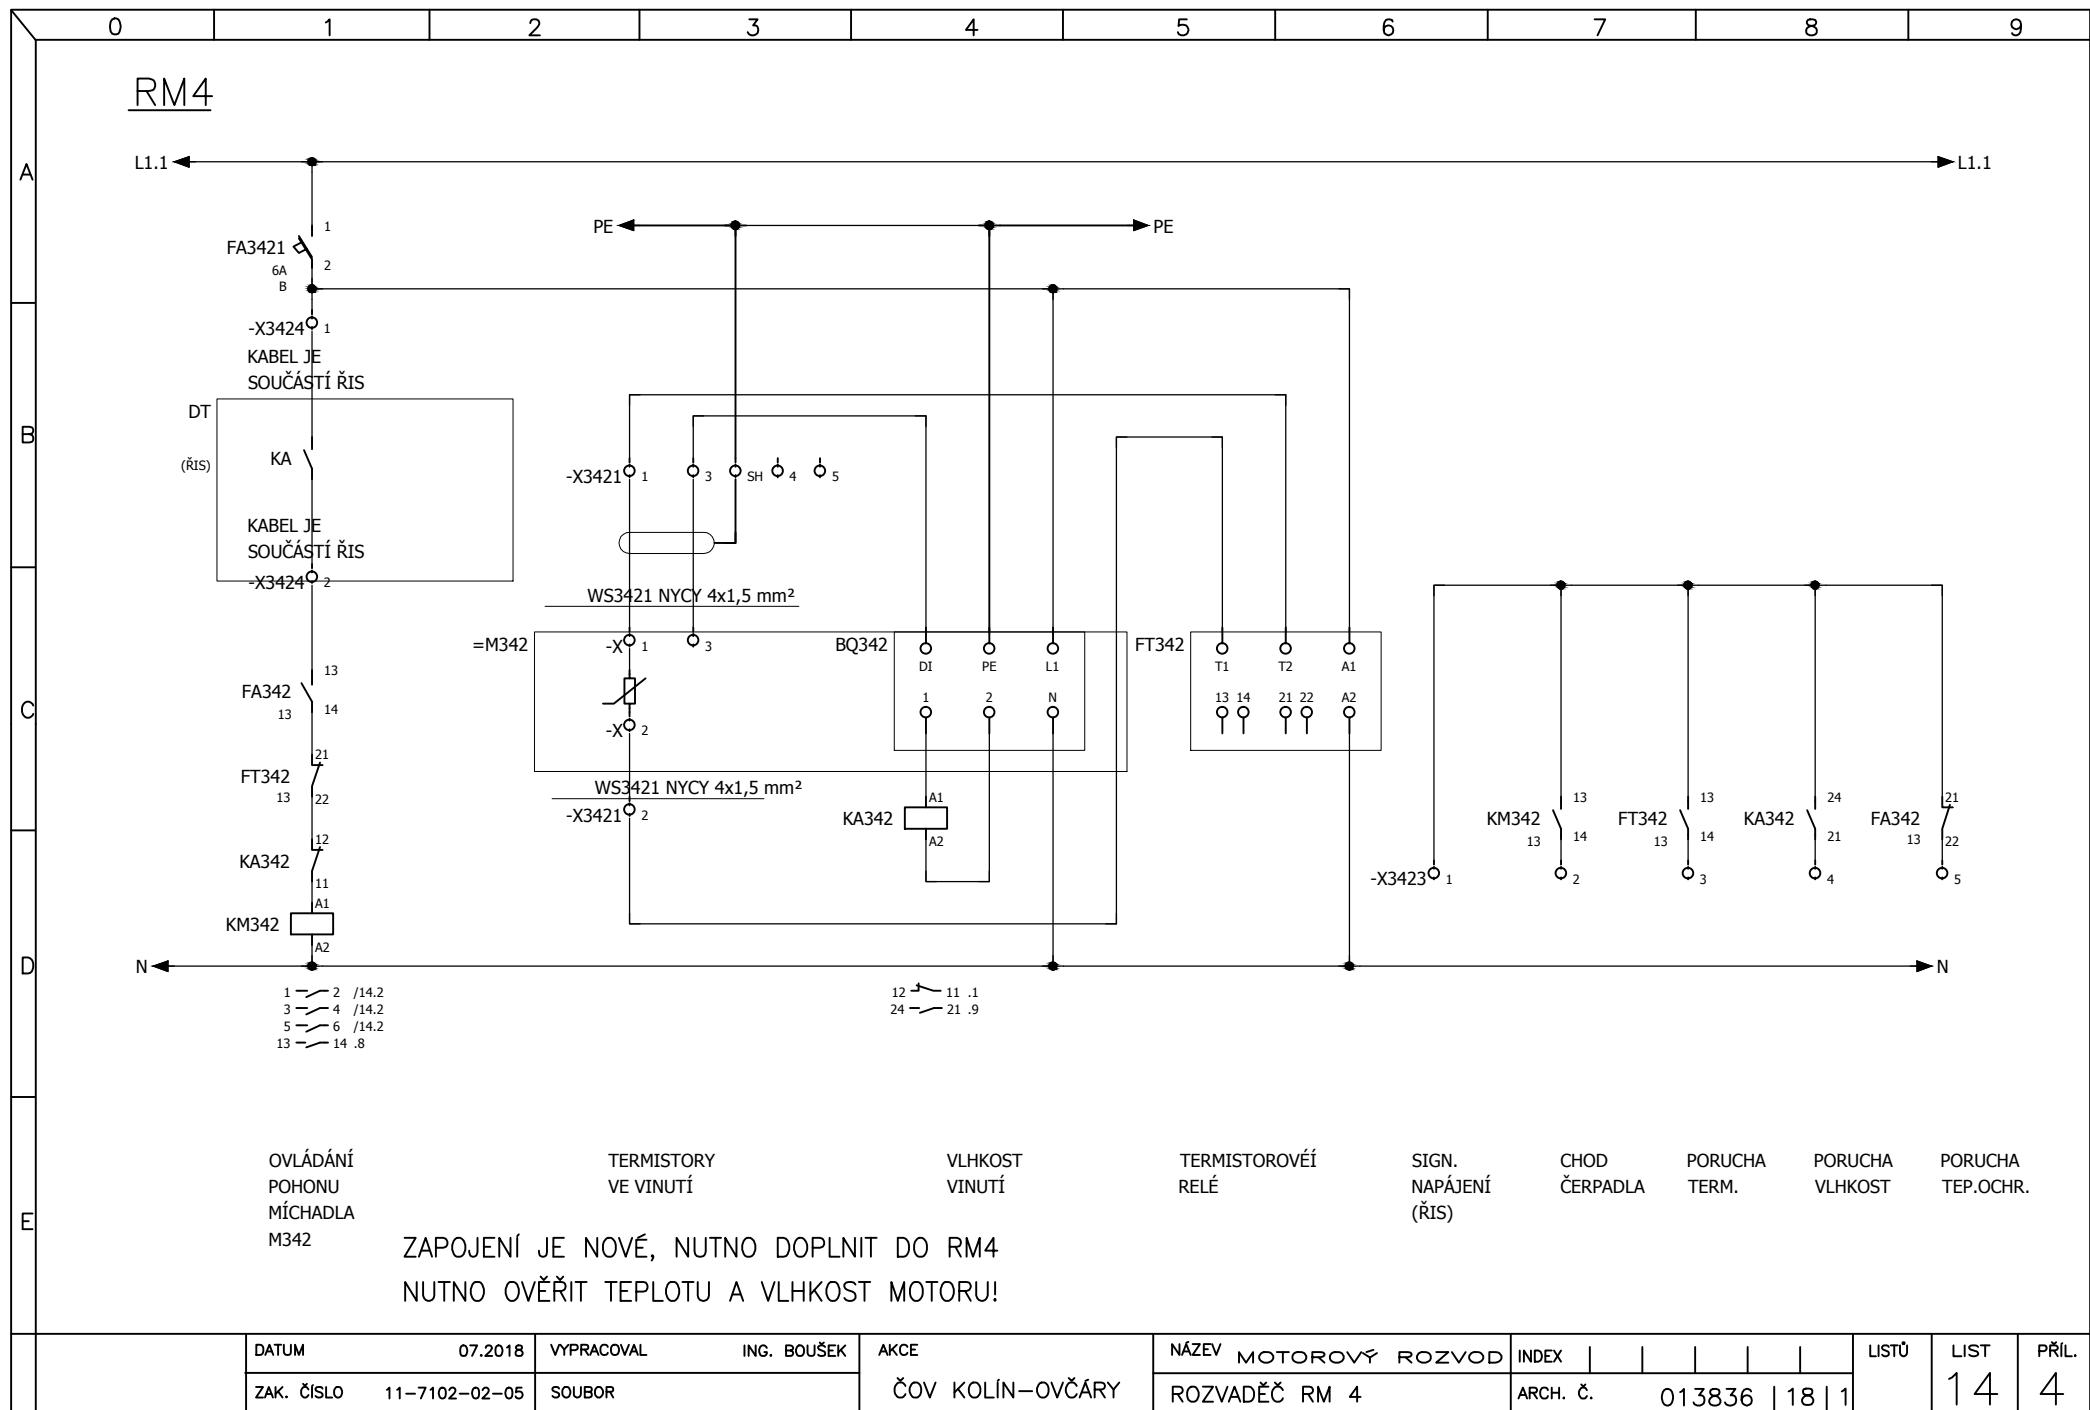 0 1 2 3 4 5 6 7 8 9
RM4
A
L1.1 L1.1
PE PE
FA3421 1
6A 2
B
-X3424 1
KABEL JE
SOUČÁSTÍ ŘIS
DT
B
(ŘIS) KA
-X3421 1 3 SH 4 5
KABEL JE
SOUČÁSTÍ ŘIS
-X3424 2
WS3421 NYCY 4x1,5 mm²
=M342 -X 1 3 BQ342 DI PE L1 FT342 T1 T2 A1
FA342 13
13 14
C
1 2 N 13 14 21 22 A2
-X 2
FT342 21
13 22
WS3421 NYCY 4x1,5 mm²
-X3421 2
KA342 A1
A2
KM342 13
13 14
FT342 13
13 14
KA342 24
21
FA342 21
13 22
KA342 12
11
-X3423 1 2 3 4 5
KM342 A1
A2
D
N N
1 2 /14.2
3 4 /14.2
5 6 /14.2
13 14 .8
12 11 .1
24 21 .9
E
OVLÁDÁNÍ
POHONU
MÍCHADLA
M342
TERMISTORY
VE VINUTÍ
VLHKOST
VINUTÍ
TERMISTOROVÉÍ
RELÉ
SIGN.
NAPÁJENÍ
(ŘIS)
CHOD
ČERPADLA
PORUCHA
TERM.
PORUCHA
VLHKOST
PORUCHA
TEP.OCHR.
ZAPOJENÍ JE NOVÉ, NUTNO DOPLNIT DO RM4
NUTNO OVĚŘIT TEPLOTU A VLHKOST MOTORU!
DATUM 07.2018
ZAK. ČÍSLO 11-7102-02-05
VYPRACOVAL ING. BOUŠEK
SOUBOR
AKCE
ČOV KOLÍN-OVČÁRY
NÁZEV MOTOROVÝ ROZVOD
ROZVADĚČ RM 4
INDEX
ARCH. Č. 013836 18 1
LISTŮ
LIST
14
PŘÍL.
4